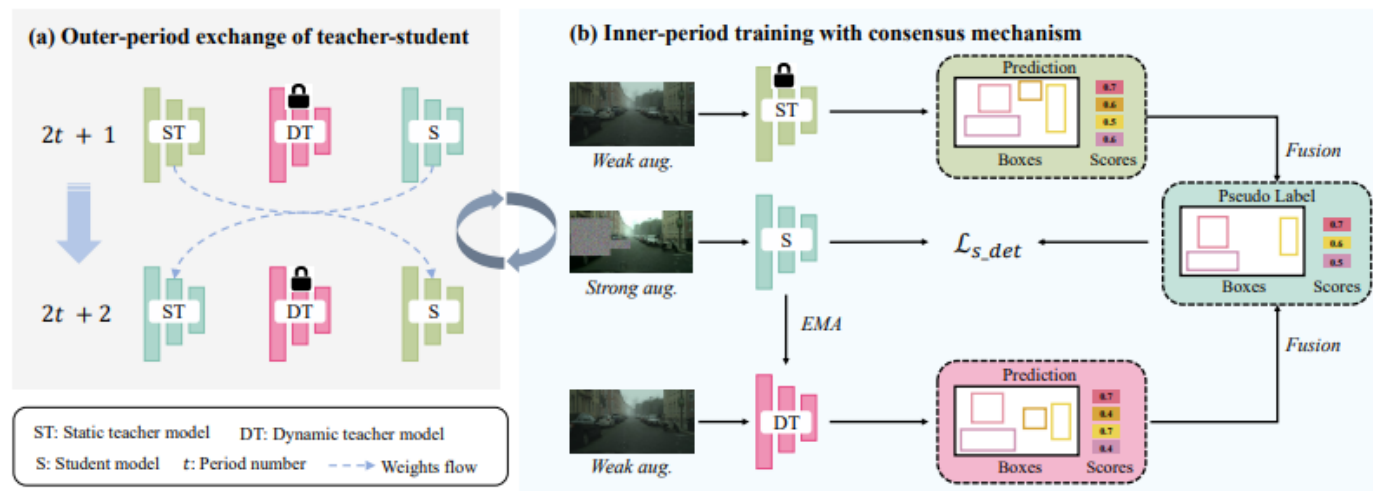 (a) Outer-period exchange of teacher-student
2t + 1
ST
DT
S
2t + 2
ST
DT
S
ST: Static teacher model DT: Dynamic teacher model
S: Student model t: Period number Weights flow
(b) Inner-period training with consensus mechanism
Weak aug.
ST
Prediction
0.7
0.6
0.5
0.6
Boxes Scores
Fusion
Strong aug.
S
ℒs_det
Pseudo Label
0.7
0.6
0.5
Boxes Scores
EMA
Fusion
Weak aug.
DT
Prediction
0.7
0.4
0.7
0.4
Boxes Scores